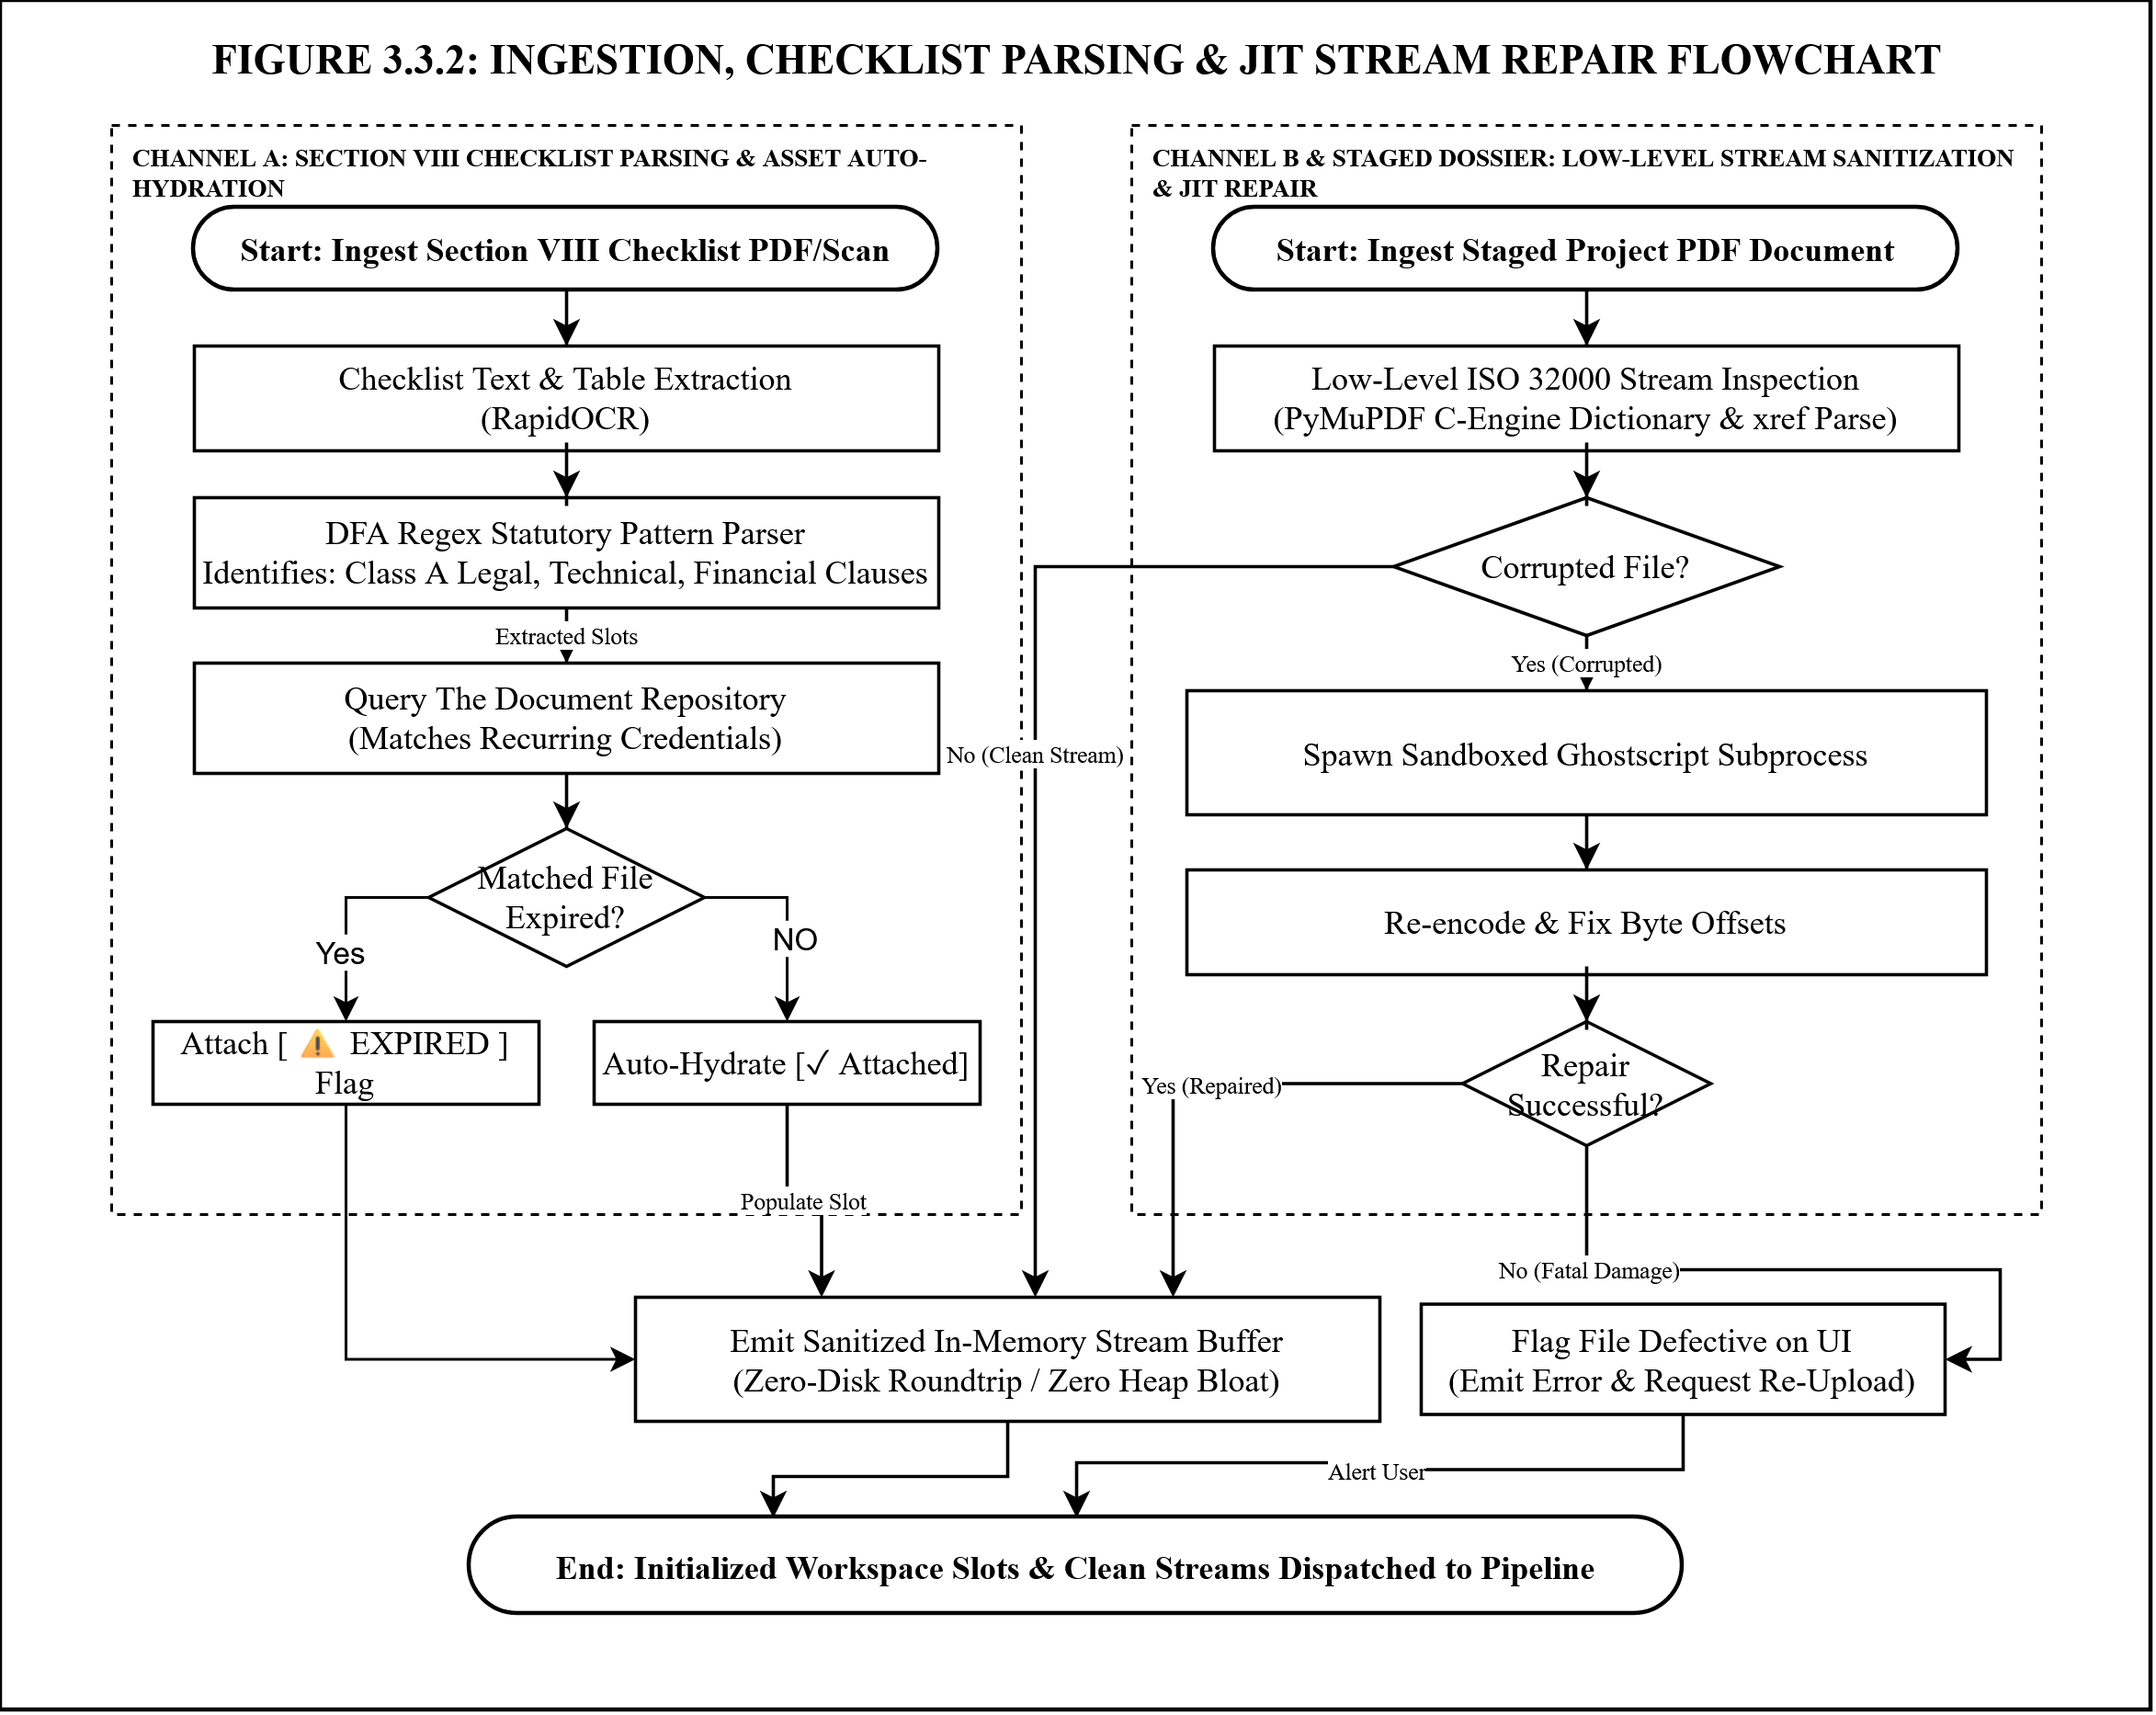 FIGURE 3.3.2: INGESTION, CHECKLIST PARSING & JIT STREAM REPAIR FLOWCHART
CHANNEL A: SECTION VIII CHECKLIST PARSING & ASSET AUTO-
HYDRATION
Start: Ingest Section VIII Checklist PDF/Scan
Checklist Text & Table Extraction
(RapidOCR)
DFA Regex Statutory Pattern Parser
Identifies: Class A Legal, Technical, Financial Clauses
Extracted Slots
Query The Document Repository
(Matches Recurring Credentials)
Matched File
Expired?
Yes
NO
Attach [ ⚠️ EXPIRED ]
Flag
Auto-Hydrate [✓ Attached]
Populate Slot
CHANNEL B & STAGED DOSSIER: LOW-LEVEL STREAM SANITIZATION
& JIT REPAIR
Start: Ingest Staged Project PDF Document
Low-Level ISO 32000 Stream Inspection
(PyMuPDF C-Engine Dictionary & xref Parse)
Corrupted File?
No (Clean Stream)
Yes (Corrupted)
Spawn Sandboxed Ghostscript Subprocess
Re-encode & Fix Byte Offsets
Repair
Successful?
Yes (Repaired)
No (Fatal Damage)
Emit Sanitized In-Memory Stream Buffer
(Zero-Disk Roundtrip / Zero Heap Bloat)
Flag File Defective on UI
(Emit Error & Request Re-Upload)
Alert User
End: Initialized Workspace Slots & Clean Streams Dispatched to Pipeline